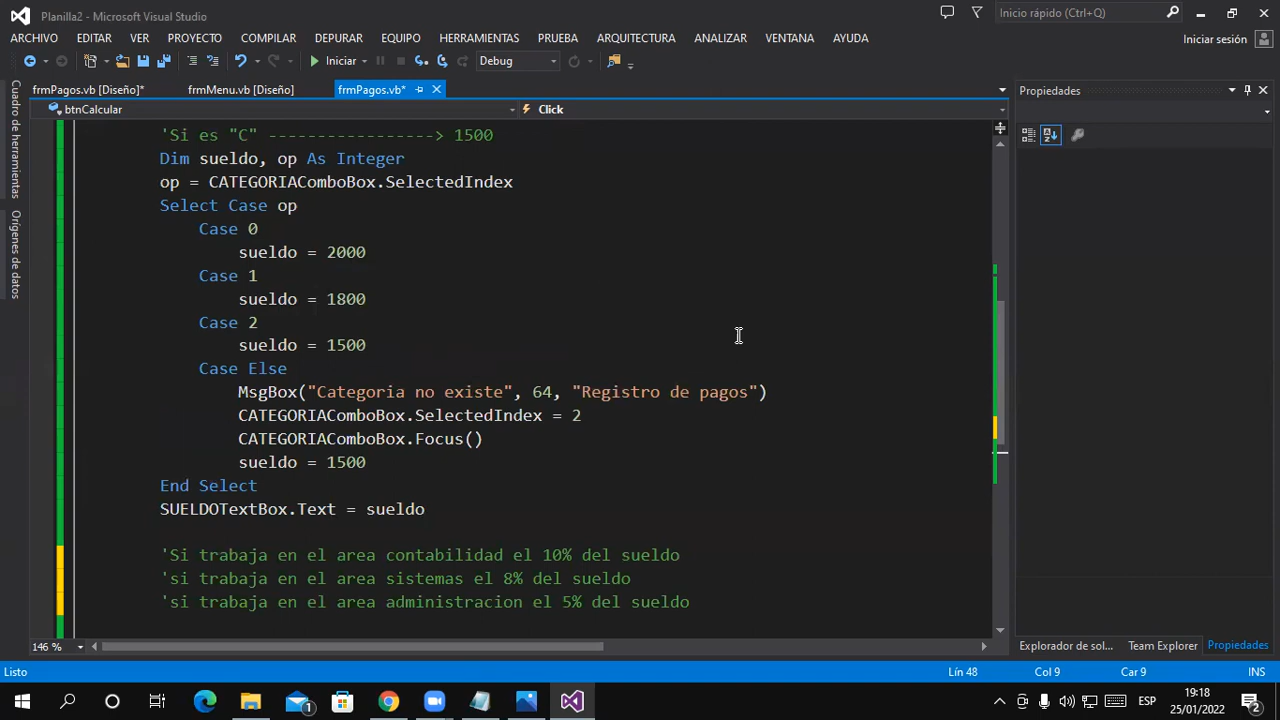 Planilla2 - Microsoft Visual Studio
Inicio rápido (Ctrl+Q)
ARCHIVO EDITAR VER PROYECTO COMPILAR DEPURAR EQUIPO HERRAMIENTAS PRUEBA ARQUITECTURA ANALIZAR VENTANA AYUDA
Iniciar sesión
Iniciar Debug
Cuadro de herramientas
Orígenes de datos
frmPagos.vb [Diseño]* frmMenu.vb [Diseño] frmPagos.vb*
Propiedades
btnCalcular Click
'Si es "C" -----------------> 1500
Dim sueldo, op As Integer
op = CATEGORIAComboBox.SelectedIndex
Select Case op
Case 0
sueldo = 2000
Case 1
sueldo = 1800
Case 2
sueldo = 1500
Case Else
MsgBox("Categoria no existe", 64, "Registro de pagos")
CATEGORIAComboBox.SelectedIndex = 2
CATEGORIAComboBox.Focus()
sueldo = 1500
End Select
SUELDOTextBox.Text = sueldo
'Si trabaja en el area contabilidad el 10% del sueldo
'si trabaja en el area sistemas el 8% del sueldo
'si trabaja en el area administracion el 5% del sueldo
146 %
Explorador de sol... Team Explorer Propiedades
Listo Lín 48 Col 9 Car 9 INS
1
ESP
19:18
25/01/2022
2